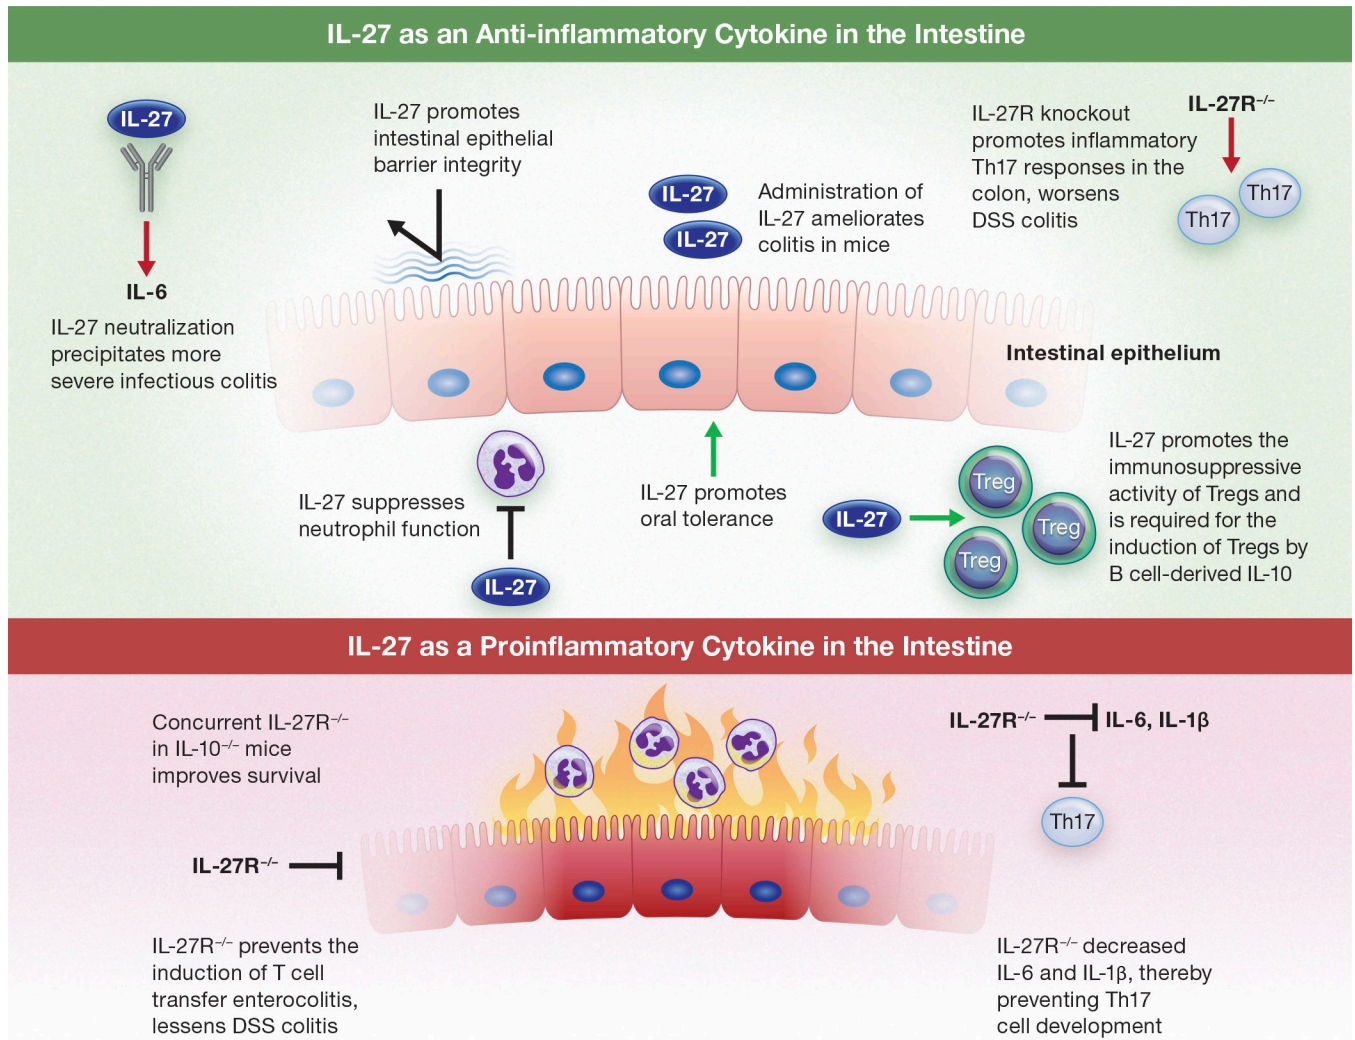 IL-27 as an Anti-inflammatory Cytokine in the Intestine
IL-27
IL-6
IL-27 neutralization
precipitates more
severe infectious colitis
IL-27 promotes
intestinal epithelial
barrier integrity
IL-27
IL-27
Administration of
IL-27 ameliorates
colitis in mice
IL-27R knockout
promotes inflammatory
Th17 responses in the
colon, worsens
DSS colitis
IL-27R⁻/⁻
Th17
Th17
Intestinal epithelium
IL-27 suppresses
neutrophil function
IL-27
IL-27 promotes
oral tolerance
IL-27
Treg
Treg
Treg
IL-27 promotes the
immunosuppressive
activity of Tregs and
is required for the
induction of Tregs by
B cell-derived IL-10
IL-27 as a Proinflammatory Cytokine in the Intestine
Concurrent IL-27R⁻/⁻
in IL-10⁻/⁻ mice
improves survival
IL-27R⁻/⁻
IL-27R⁻/⁻ prevents the
induction of T cell
transfer enterocolitis,
lessens DSS colitis
IL-27R⁻/⁻
IL-6, IL-1β
Th17
IL-27R⁻/⁻ decreased
IL-6 and IL-1β, thereby
preventing Th17
cell development